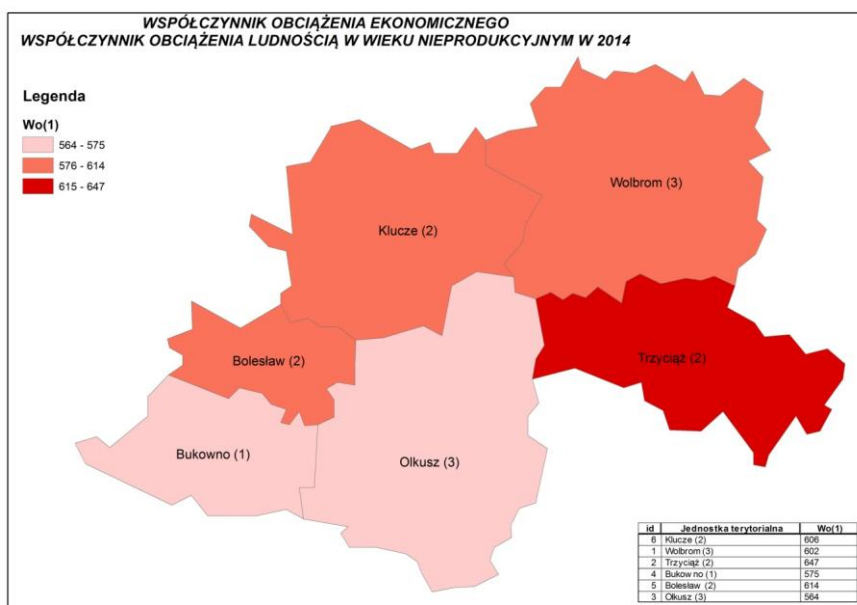 WSPÓŁCZYNNIK OBCIĄŻENIA EKONOMICZNEGO
WSPÓŁCZYNNIK OBCIĄŻENIA LUDNOŚCIĄ W WIEKU NIEPRODUKCYJNYM W 2014
Legenda
Wo(1)
564 - 575
576 - 614
615 - 647
Wolbrom (3)
Klucze (2)
Bolesław (2)
Trzyciąż (2)
Bukowno (1)
Olkusz (3)
id Jednostka terytorialna Wo(1)
6 Klucze (2) 606
1 Wolbrom (3) 602
2 Trzyciąż (2) 647
4 Bukowno (1) 575
5 Bolesław (2) 614
3 Olkusz (3) 564